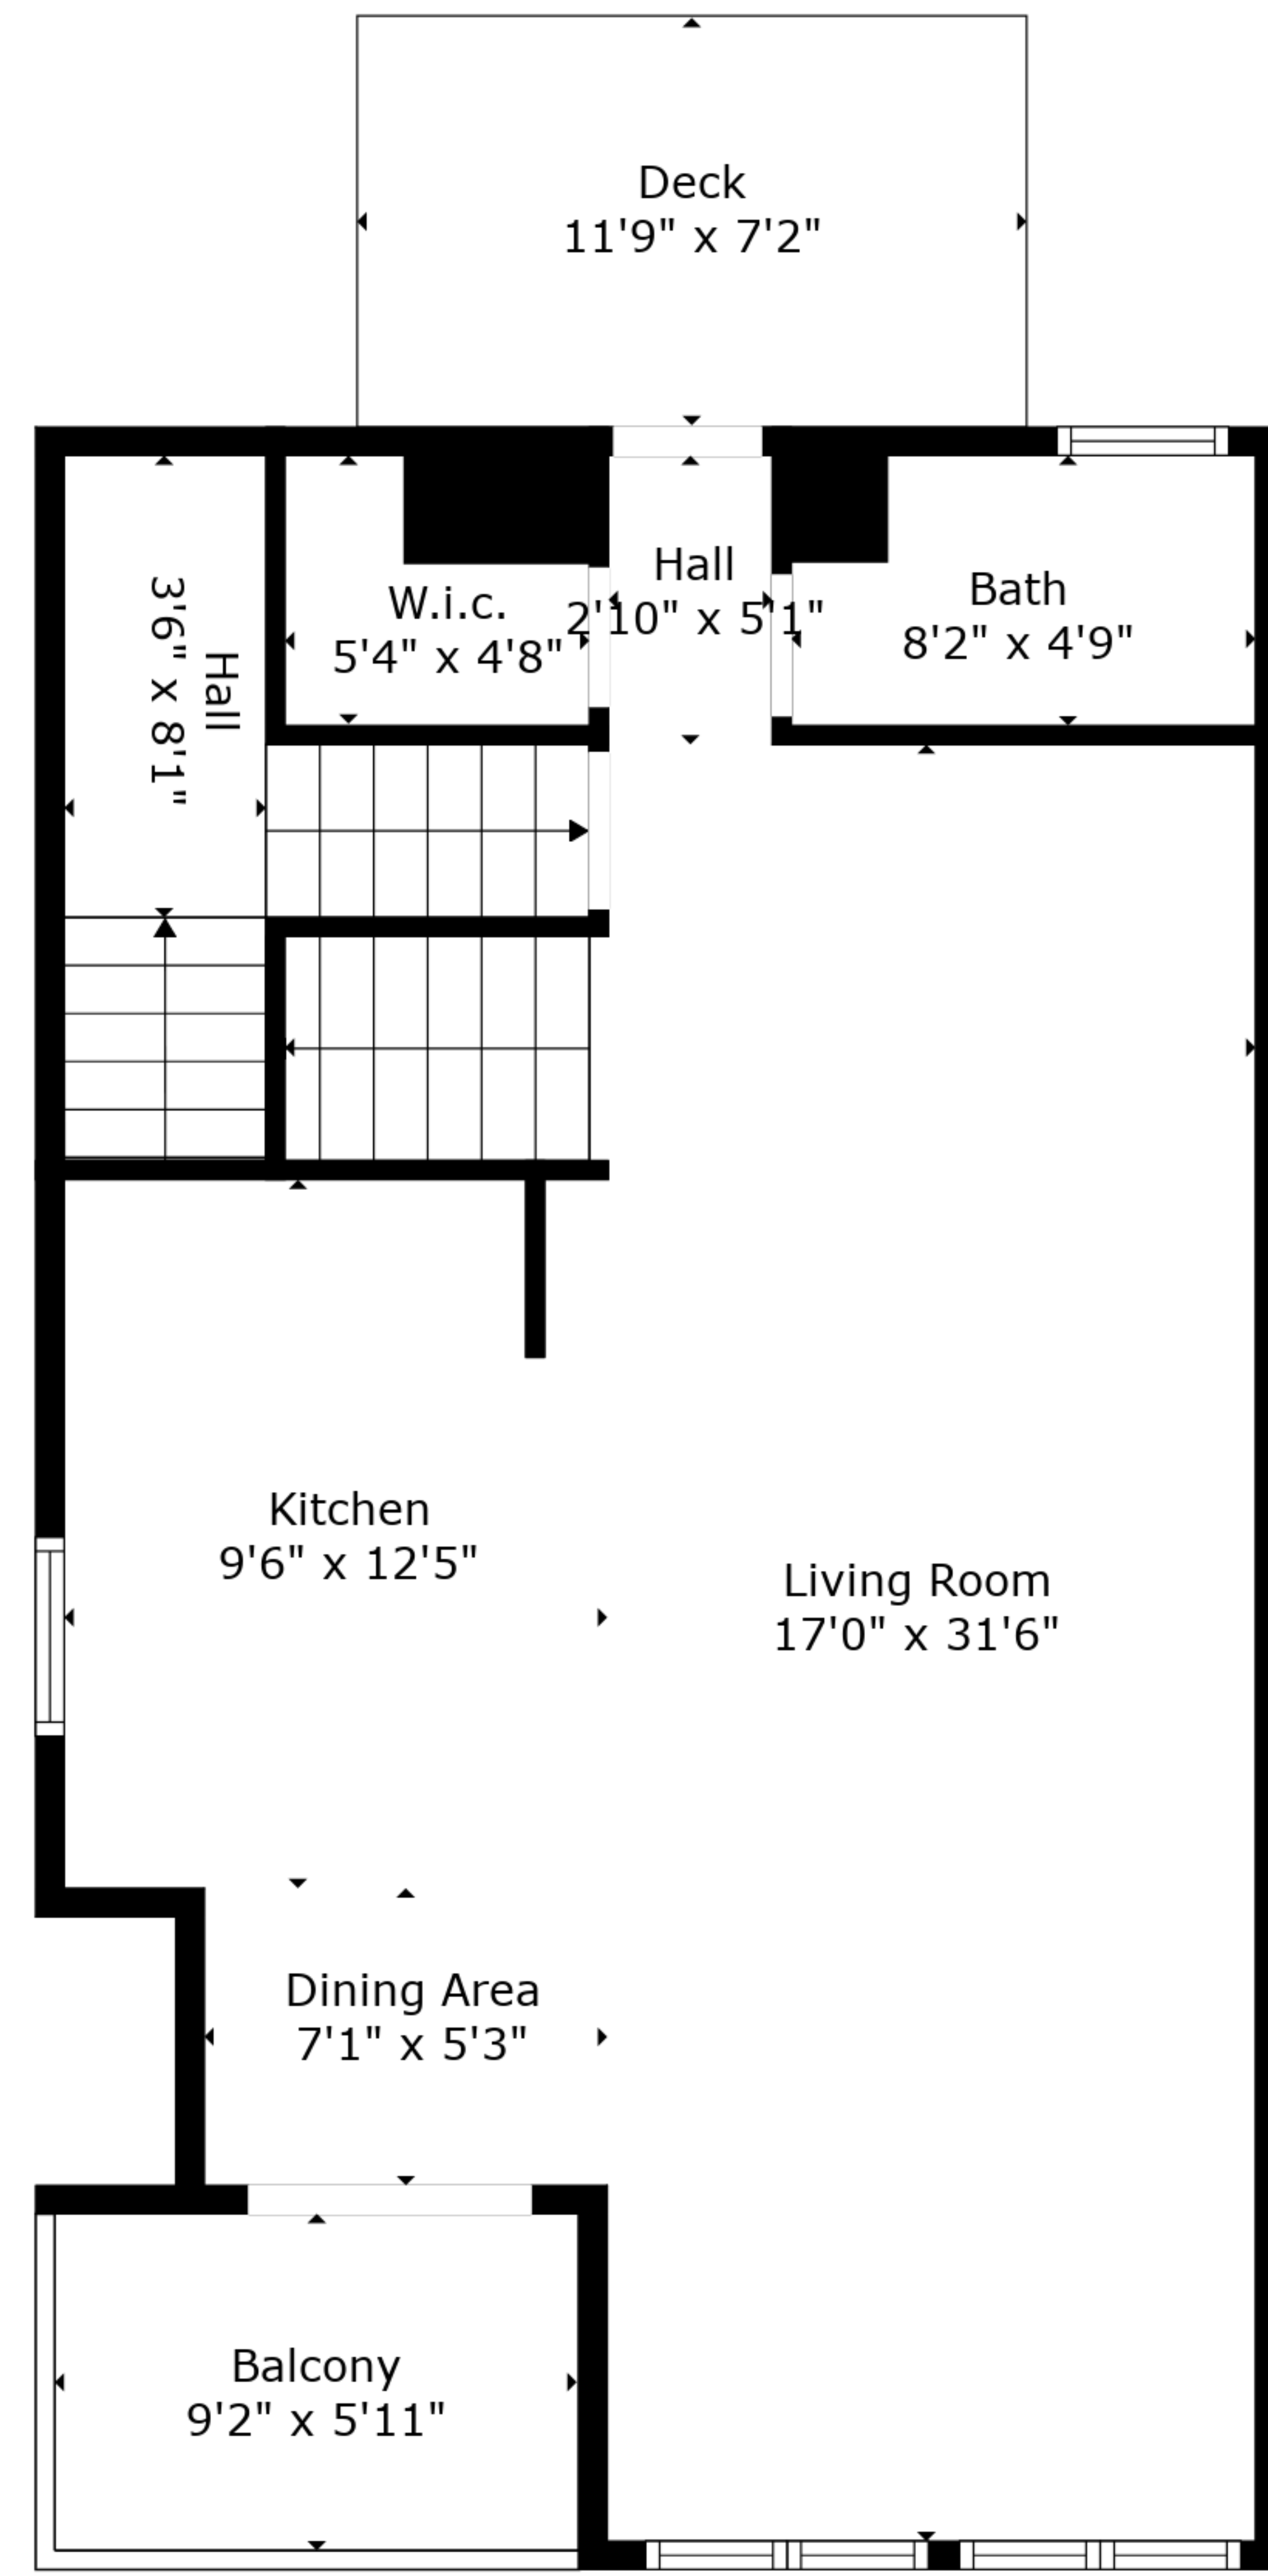 Deck
11'9" x 7'2"
Hall
2'10" x 5'1"
W.i.c.
5'4" x 4'8"
Bath
8'2" x 4'9"
Hall
3'6" x 8'1"
Kitchen
9'6" x 12'5"
Living Room
17'0" x 31'6"
Dining Area
7'1" x 5'3"
Balcony
9'2" x 5'11"